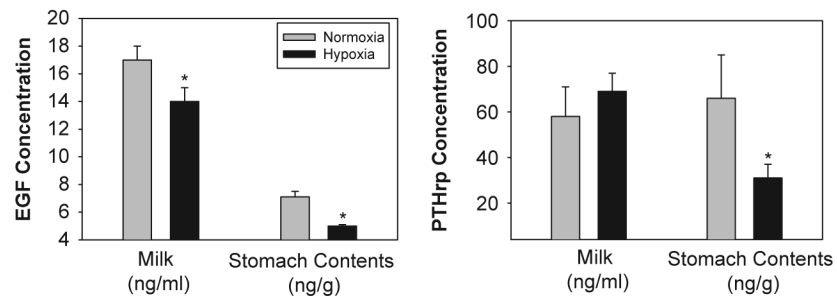 EGF Concentration
20
18
16
14
12
10
8
6
4
Normoxia
Hypoxia
*
*
Milk
(ng/ml)
Stomach Contents
(ng/g)
PTHrp Concentration
100
80
60
40
20
*
Milk
(ng/ml)
Stomach Contents
(ng/g)